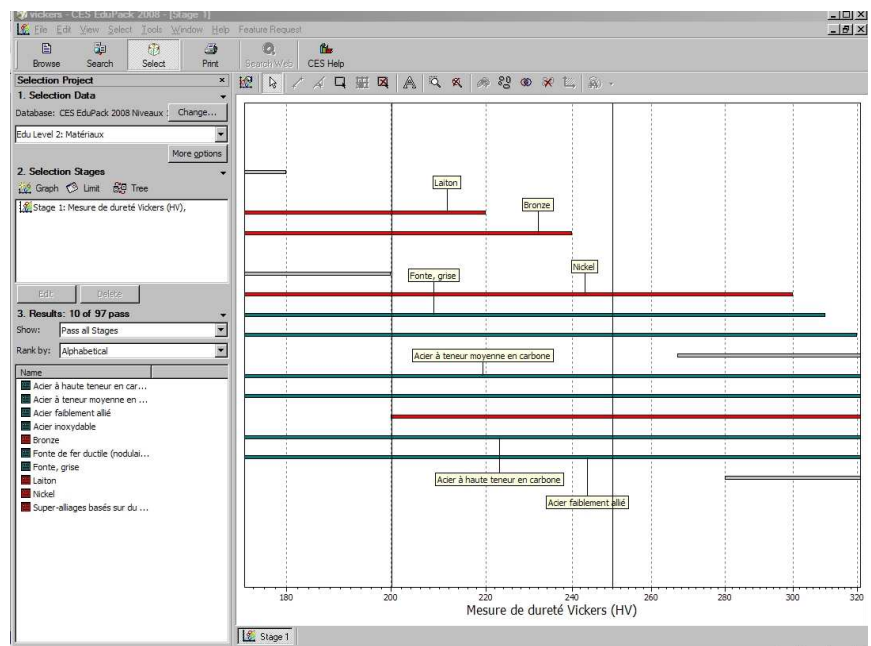 vickers - CES EduPack 2008 - [Stage 1]
File Edit View Select Tools Window Help Feature Request
Browse Search Select Print Search Web CES Help
Selection Project
1. Selection Data
Database: CES EduPack 2008 Niveaux Change...
Edu Level 2: Matériaux
More options
2. Selection Stages
Graph Limit Tree
Stage 1: Mesure de dureté Vickers (HV),
Edit Delete
3. Results: 10 of 97 pass
Show: Pass all Stages
Rank by: Alphabetical
Name
Acier à haute teneur en car...
Acier à teneur moyenne en ...
Acier faiblement allié
Acier inoxydable
Bronze
Fonte de fer ductile (nodulai...
Fonte, grise
Laiton
Nickel
Super-alliages basés sur du ...
Laiton
Bronze
Nickel
Fonte, grise
Acier à teneur moyenne en carbone
Acier à haute teneur en carbone
Acier faiblement allié
180 200 220 240 260 280 300 320
Mesure de dureté Vickers (HV)
Stage 1